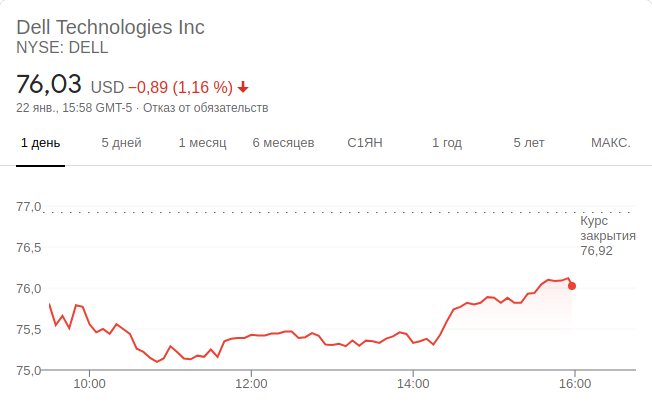 Dell Technologies Inc
NYSE: DELL
76,03 USD −0,89 (1,16 %)
22 янв., 15:58 GMT-5 · Отказ от обязательств
1 день 5 дней 1 месяц 6 месяцев С1ЯН 1 год 5 лет МАКС.
77,0
Курс
закрытия
76,92
76,5
76,0
75,5
75,0
10:00 12:00 14:00 16:00